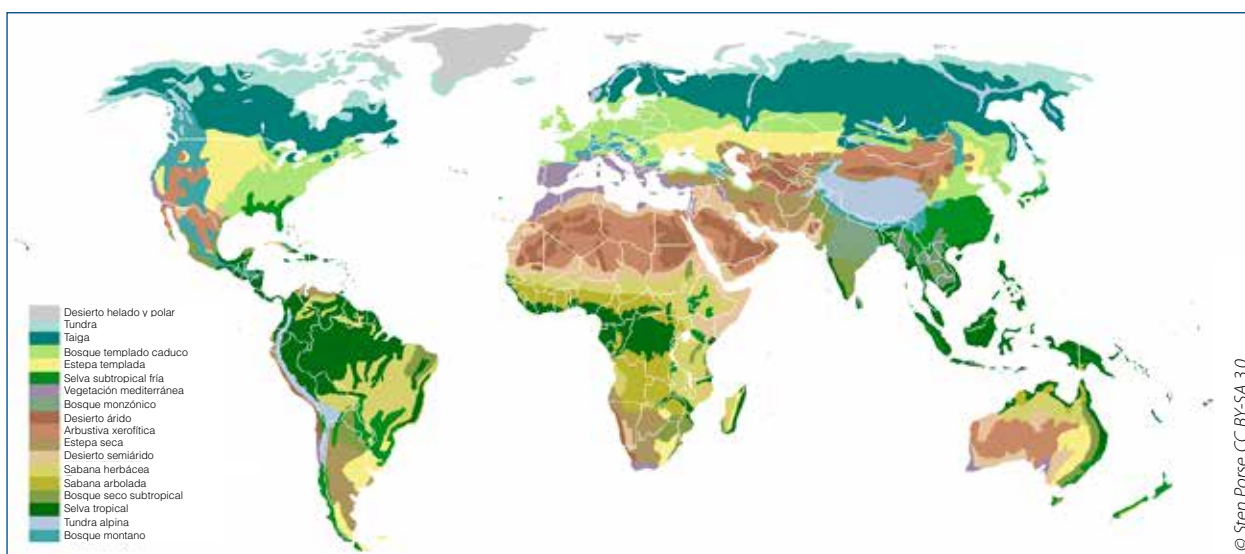 Desierto helado y polar
Tundra
Taiga
Bosque templado caduco
Estepa templada
Selva subtropical fría
Vegetación mediterránea
Bosque monzónico
Desierto árido
Arbustiva xerofítica
Estepa seca
Desierto semiárido
Sabana herbácea
Sabana arbolada
Bosque seco subtropical
Selva tropical
Tundra alpina
Bosque montano
© Sten Porse CC BY-SA 3.0